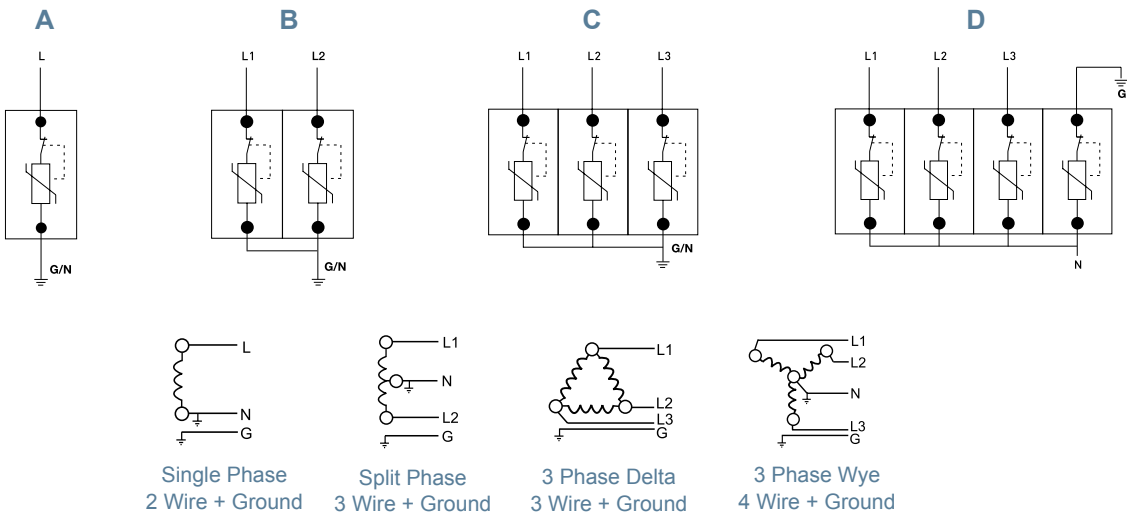 A B C D
L L1 L2 L1 L2 L3 L1 L2 L3
G
G/N G/N G/N N
L
N
G
L1
N
L2
G
L1
L2
L3
G
L1
L2
N
L3
G
Single Phase
2 Wire + Ground
Split Phase
3 Wire + Ground
3 Phase Delta
3 Wire + Ground
3 Phase Wye
4 Wire + Ground